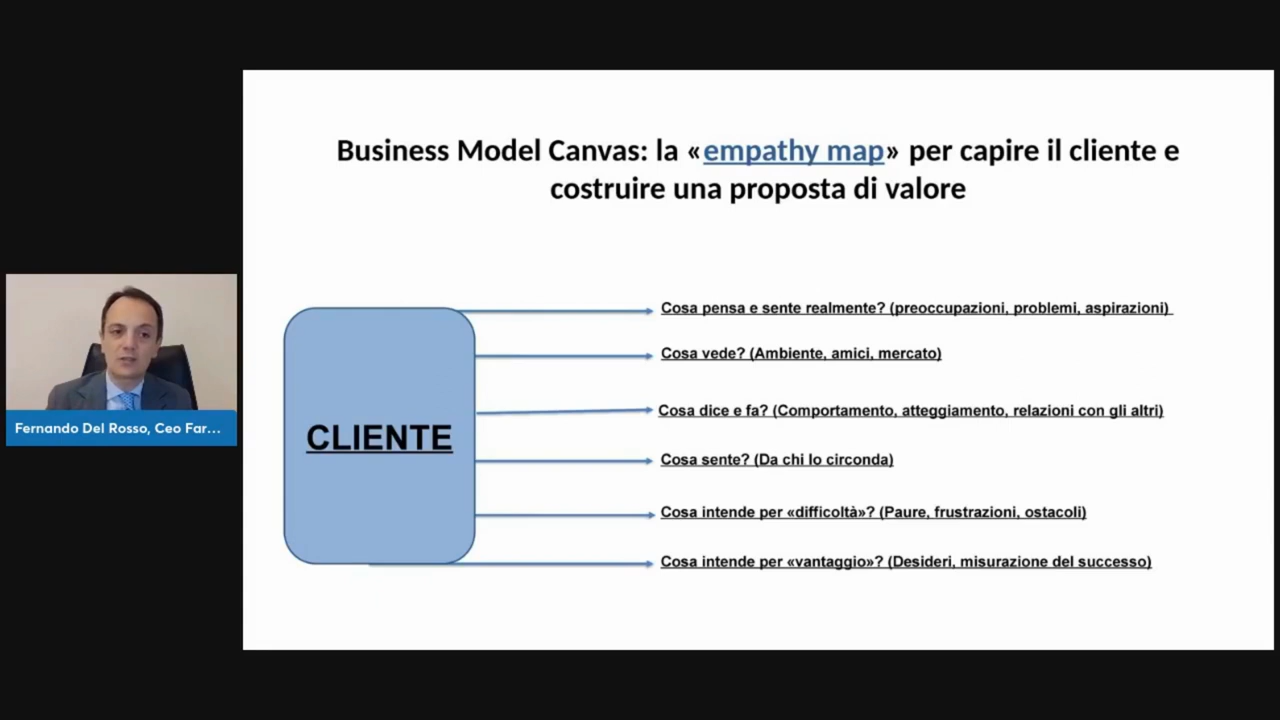 Business Model Canvas: la «empathy map» per capire il cliente e
costruire una proposta di valore
Cosa pensa e sente realmente? (preoccupazioni, problemi, aspirazioni)
Cosa vede? (Ambiente, amici, mercato)
Cosa dice e fa? (Comportamento, atteggiamento, relazioni con gli altri)
CLIENTE
Cosa sente? (Da chi lo circonda)
Cosa intende per «difficoltà»? (Paure, frustrazioni, ostacoli)
Cosa intende per «vantaggio»? (Desideri, misurazione del successo)
Fernando Del Rosso, Ceo Far...